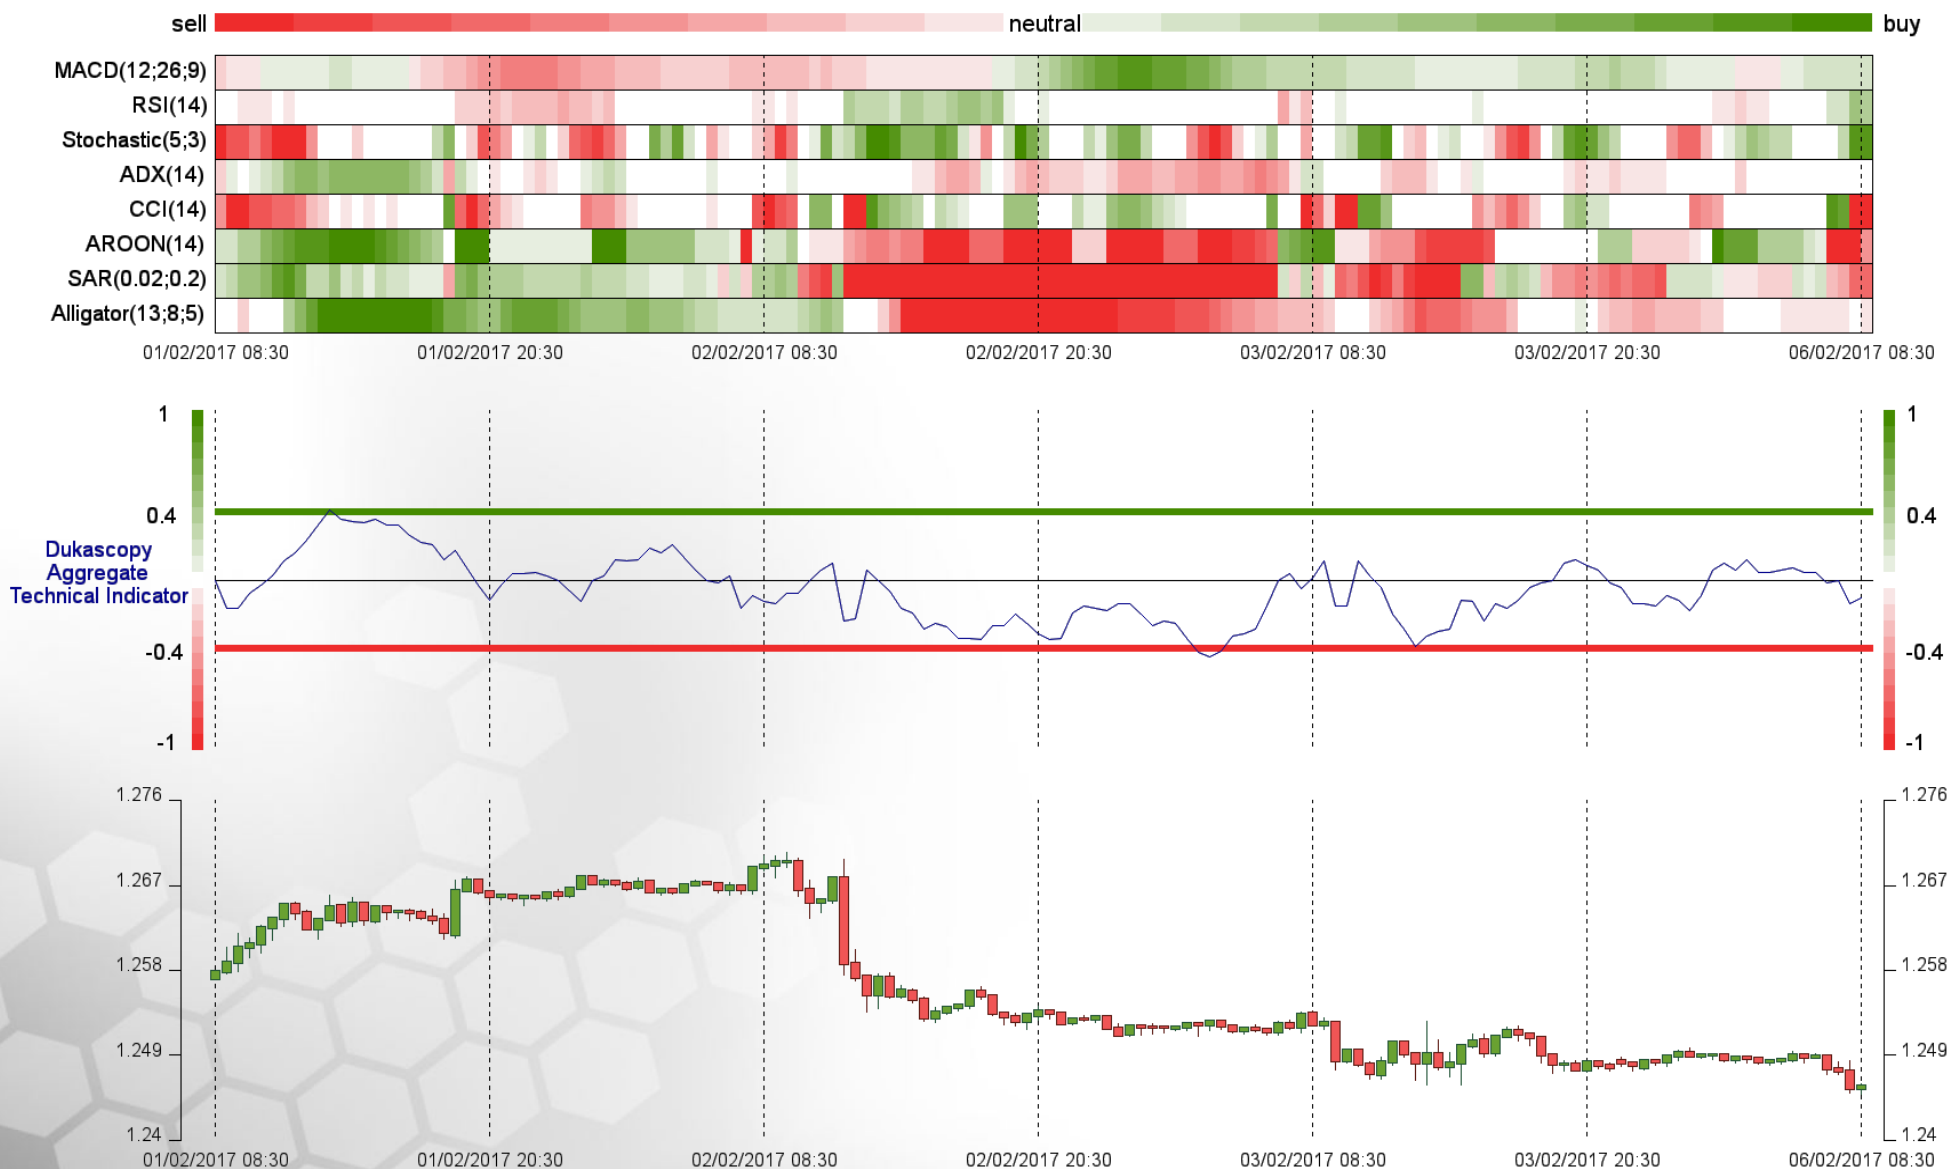 sell neutral buy
MACD(12;26;9)
RSI(14)
Stochastic(5;3)
ADX(14)
CCI(14)
AROON(14)
SAR(0.02;0.2)
Alligator(13;8;5)
01/02/2017 08:30 01/02/2017 20:30 02/02/2017 08:30 02/02/2017 20:30 03/02/2017 08:30 03/02/2017 20:30 06/02/2017 08:30
1 1
0.4 0.4
Dukascopy
Aggregate
Technical Indicator
-0.4 -0.4
-1 -1
1.276 1.276
1.267 1.267
1.258 1.258
1.249 1.249
1.24 1.24
01/02/2017 08:30 01/02/2017 20:30 02/02/2017 08:30 02/02/2017 20:30 03/02/2017 08:30 03/02/2017 20:30 06/02/2017 08:30